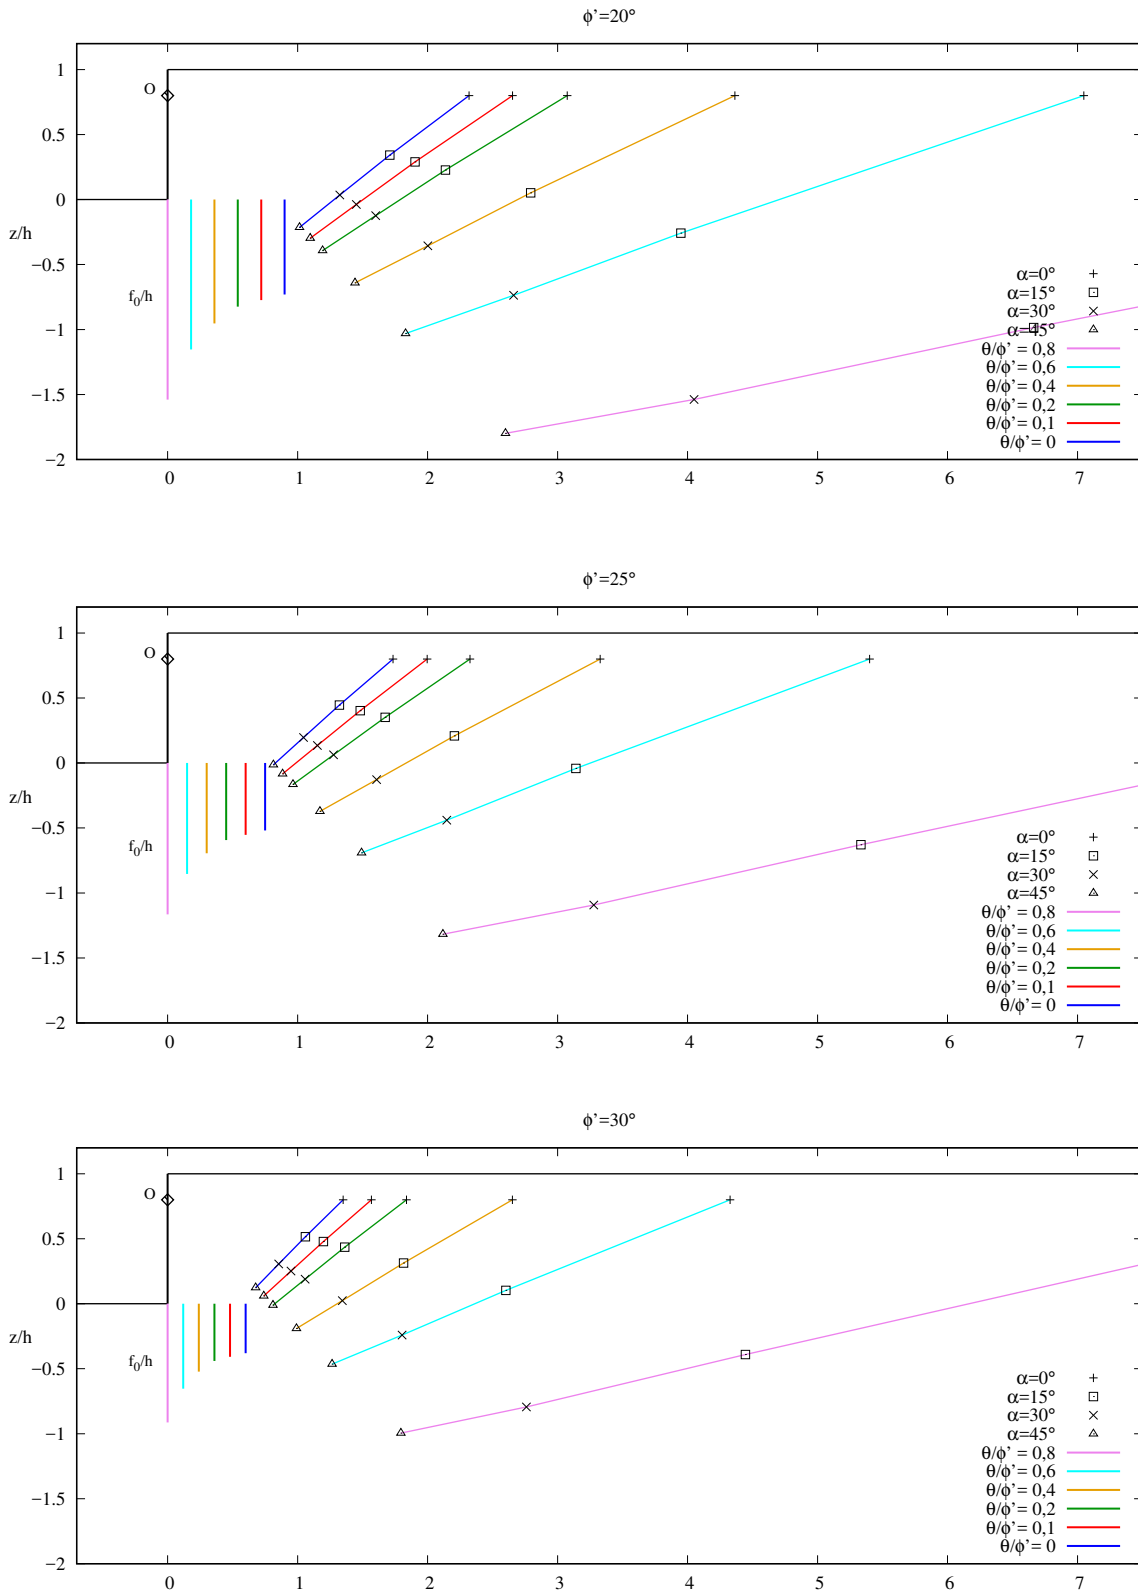 ϕ’=20°
1
O
0.5
0
z/h
−0.5
f0/h
−1
−1.5
−2
α=0°
α=15°
α=30°
α=45°
θ/ϕ’ = 0,8
θ/ϕ’= 0,6
θ/ϕ’= 0,4
θ/ϕ’= 0,2
θ/ϕ’= 0,1
θ/ϕ’= 0
0 1 2 3 4 5 6 7
ϕ’=25°
1
O
0.5
0
z/h
−0.5
f0/h
−1
−1.5
−2
α=0°
α=15°
α=30°
α=45°
θ/ϕ’ = 0,8
θ/ϕ’= 0,6
θ/ϕ’= 0,4
θ/ϕ’= 0,2
θ/ϕ’= 0,1
θ/ϕ’= 0
0 1 2 3 4 5 6 7
ϕ’=30°
1
O
0.5
0
z/h
−0.5
f0/h
−1
−1.5
−2
α=0°
α=15°
α=30°
α=45°
θ/ϕ’ = 0,8
θ/ϕ’= 0,6
θ/ϕ’= 0,4
θ/ϕ’= 0,2
θ/ϕ’= 0,1
θ/ϕ’= 0
0 1 2 3 4 5 6 7